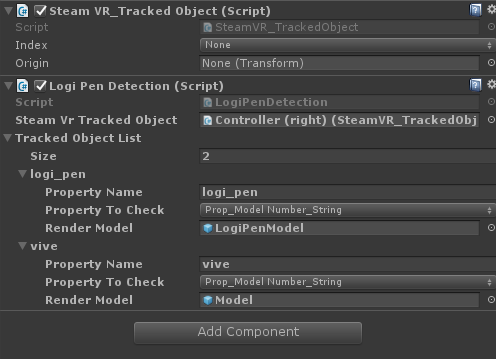 Steam VR_Tracked Object (Script)
Script SteamVR_TrackedObject
Index None
Origin None (Transform)
Logi Pen Detection (Script)
Script LogiPenDetection
Steam Vr Tracked Object Controller (right) (SteamVR_TrackedObj
Tracked Object List
Size 2
logi_pen
Property Name logi_pen
Property To Check Prop_Model Number_String
Render Model LogiPenModel
vive
Property Name vive
Property To Check Prop_Model Number_String
Render Model Model
Add Component